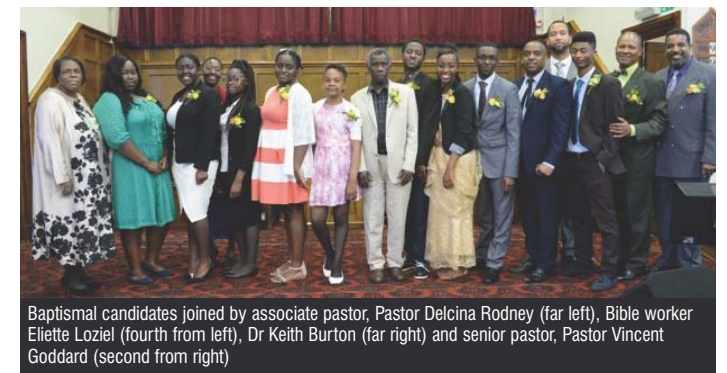 Baptismal candidates joined by associate pastor, Pastor Delcina Rodney (far left), Bible worker
Eliette Loziel (fourth from left), Dr Keith Burton (far right) and senior pastor, Pastor Vincent
Goddard (second from right)